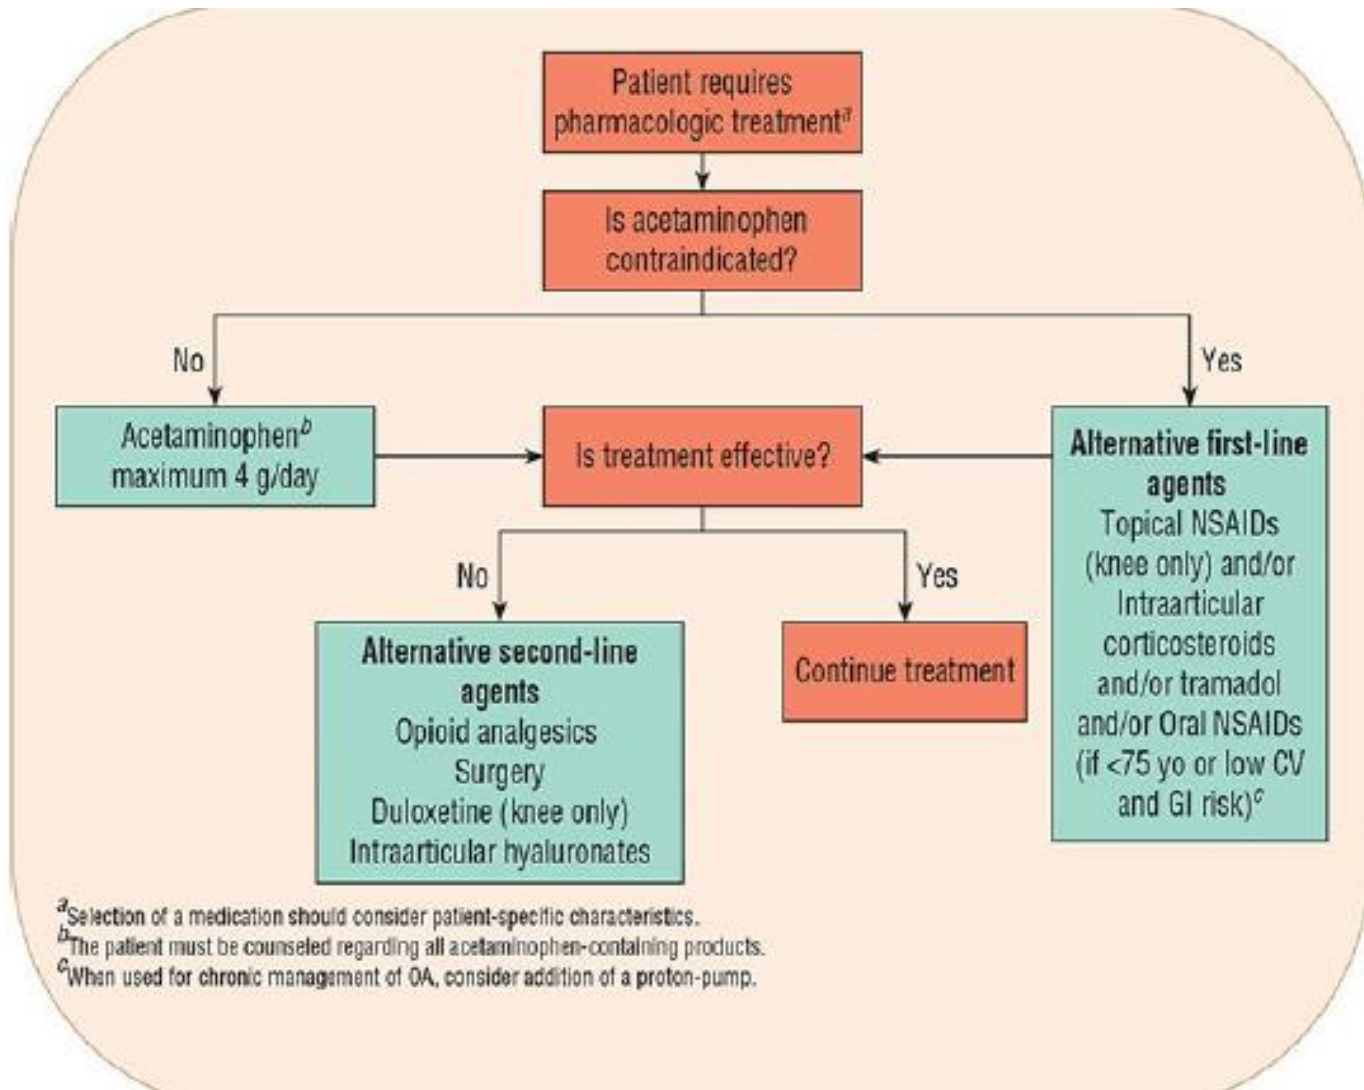 Patient requires
pharmacologic treatmentᵃ
Is acetaminophen
contraindicated?
No
Yes
Acetaminophenᵇ
maximum 4 g/day
Is treatment effective?
Alternative first-line
agents
Topical NSAIDs
(knee only) and/or
Intraarticular
corticosteroids
and/or tramadol
and/or Oral NSAIDs
(if <75 yo or low CV
and GI risk)ᶜ
No
Yes
Alternative second-line
agents
Opioid analgesics
Surgery
Duloxetine (knee only)
Intraarticular hyaluronates
Continue treatment
ᵃSelection of a medication should consider patient-specific characteristics.
ᵇThe patient must be counseled regarding all acetaminophen-containing products.
ᶜWhen used for chronic management of OA, consider addition of a proton-pump.